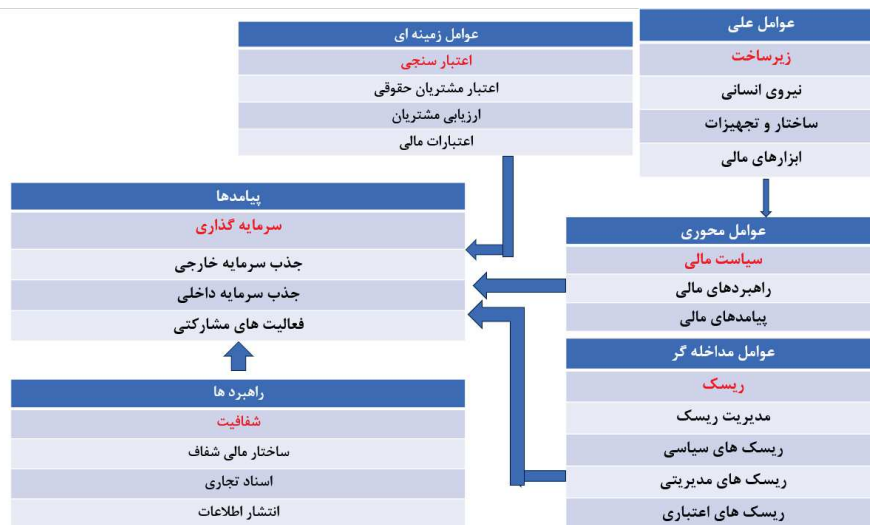 عوامل علی
زیرساخت
نیروی انسانی
ساختار و تجهیزات
ابزارهای مالی
عوامل زمینه ای
اعتبار سنجی
اعتبار مشتریان حقوقی
ارزیابی مشتریان
اعتبارات مالی
عوامل محوری
سیاست مالی
راهبردهای مالی
پیامدهای مالی
پیامدها
سرمایه گذاری
جذب سرمایه خارجی
جذب سرمایه داخلی
فعالیت های مشارکتی
عوامل مداخله گر
ریسک
مدیریت ریسک
ریسک های سیاسی
ریسک های مدیریتی
ریسک های اعتباری
راهبرد ها
شفافیت
ساختار مالی شفاف
اسناد تجاری
انتشار اطلاعات